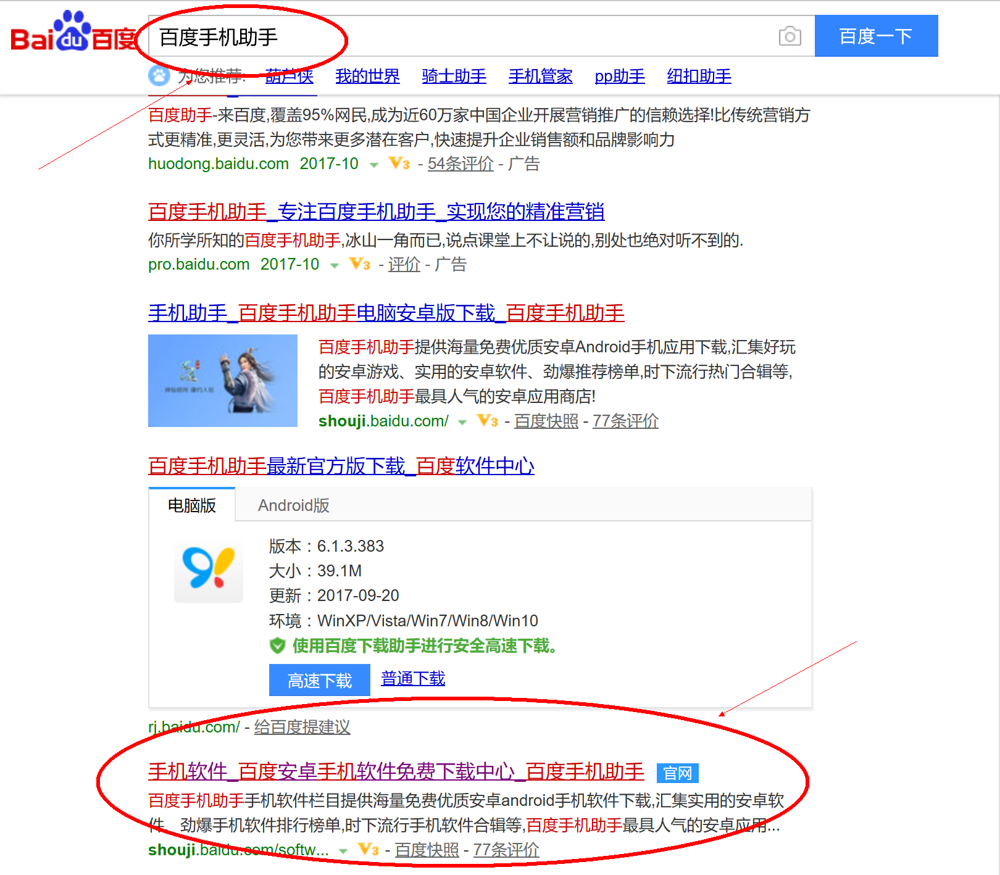 Bai du 百度
百度手机助手
百度一下
为您推荐: 葫芦侠 我的世界 骑士助手 手机管家 pp助手 纽扣助手
百度助手-来百度,覆盖95%网民,成为近60万家中国企业开展营销推广的信赖选择!比传统营销方
式更精准,更灵活,为您带来更多潜在客户,快速提升企业销售额和品牌影响力
huodong.baidu.com 2017-10 V3 - 54条评价 - 广告
百度手机助手_专注百度手机助手_实现您的精准营销
你所学所知的百度手机助手,冰山一角而已,说点课堂上不让说的,别处也绝对听不到的.
pro.baidu.com 2017-10 V3 - 评价 - 广告
手机助手_百度手机助手电脑安卓版下载_百度手机助手
百度手机助手提供海量免费优质安卓Android手机应用下载,汇集好玩
的安卓游戏、实用的安卓软件、劲爆推荐榜单,时下流行热门合辑等,
百度手机助手最具人气的安卓应用商店!
shouji.baidu.com/ V3 - 百度快照 - 77条评价
百度手机助手最新官方版下载_百度软件中心
电脑版 Android版
版本：6.1.3.383
大小：39.1M
更新：2017-09-20
环境：WinXP/Vista/Win7/Win8/Win10
使用百度下载助手进行安全高速下载。
高速下载 普通下载
rj.baidu.com/ - 给百度提建议
手机软件_百度安卓手机软件免费下载中心_百度手机助手 官网
百度手机助手手机软件栏目提供海量免费优质安卓android手机软件下载,汇集实用的安卓软
件、劲爆手机软件排行榜单,时下流行手机软件合辑等,百度手机助手最具人气的安卓应用...
shouji.baidu.com/softw... V3 - 百度快照 - 77条评价